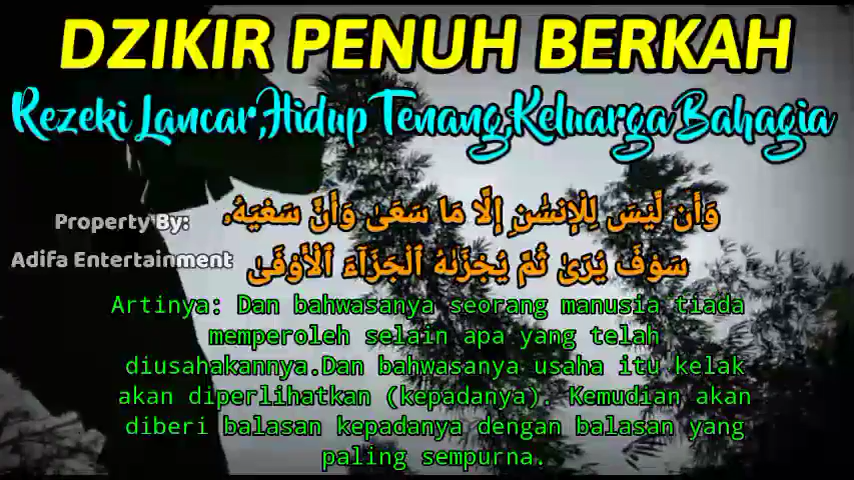 DZIKIR PENUH BERKAH
Rezeki Lancar,Hidup Tenang,Keluarga Bahagia
وَأَن لَّيْسَ لِلْإِنسَٰنِ إِلَّا مَا سَعَىٰ وَأَنَّ سَعْيَهُۥ
سَوْفَ يُرَىٰ ثُمَّ يُجْزَىٰهُ ٱلْجَزَآءَ ٱلْأَوْفَىٰ
Property By:
Adifa Entertainment
Artinya: Dan bahwasanya seorang manusia tiada
memperoleh selain apa yang telah
diusahakannya.Dan bahwasanya usaha itu kelak
akan diperlihatkan (kepadanya). Kemudian akan
diberi balasan kepadanya dengan balasan yang
paling sempurna.